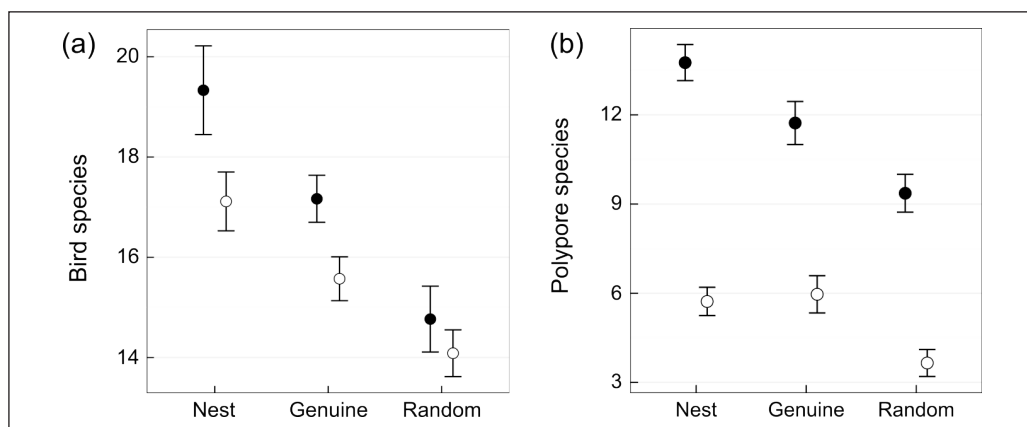 (a)
Bird species
20
18
16
14
Nest Genuine Random
(b)
Polypore species
12
9
6
3
Nest Genuine Random